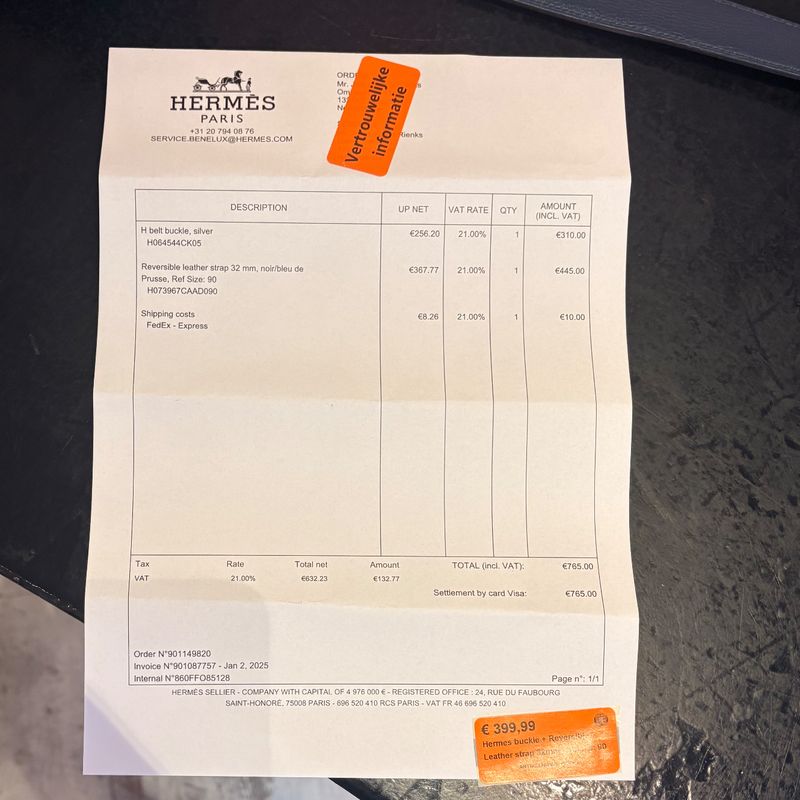 HERMÈS
PARIS
+31 20 794 08 76
SERVICE.BENELUX@HERMES.COM
Mr.
Rienks
Vertrouwelijke
informatie
DESCRIPTION UP NET VAT RATE QTY AMOUNT
(INCL. VAT)
H belt buckle, silver €256.20 21.00% 1 €310.00
H064544CK05
Reversible leather strap 32 mm, noir/bleu de €367.77 21.00% 1 €445.00
Prusse, Ref Size: 90
H073967CAAD090
Shipping costs €8.26 21.00% 1 €10.00
FedEx - Express
Tax Rate Total net Amount TOTAL (incl. VAT): €765.00
VAT 21.00% €632.23 €132.77
Settlement by card Visa: €765.00
Order N°901149820
Invoice N°901087757 - Jan 2, 2025
Internal N°860FFO85128 Page n°: 1/1
HERMÈS SELLIER - COMPANY WITH CAPITAL OF 4 976 000 € - REGISTERED OFFICE : 24, RUE DU FAUBOURG
SAINT-HONORÉ, 75008 PARIS - 696 520 410 RCS PARIS - VAT FR 46 696 520 410
€ 399,99
Hermes buckle +
Leather strap